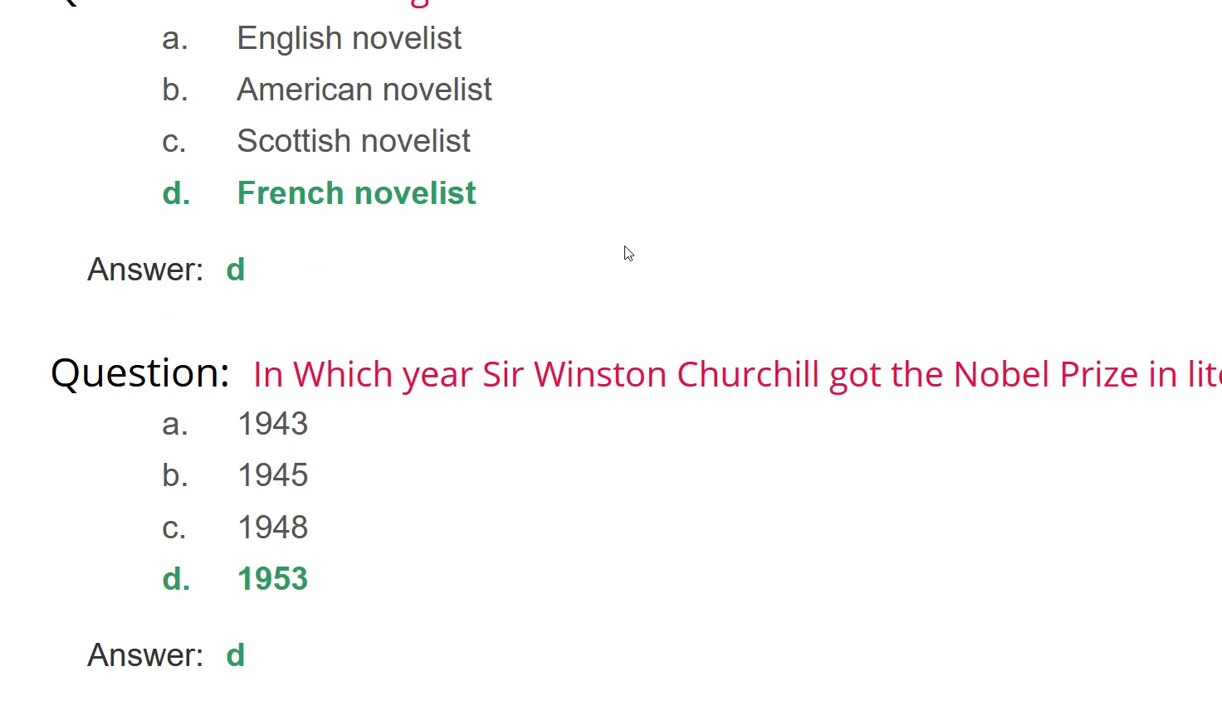 a. English novelist
b. American novelist
c. Scottish novelist
d. French novelist
Answer: d
Question: In Which year Sir Winston Churchill got the Nobel Prize in
a. 1943
b. 1945
c. 1948
d. 1953
Answer: d